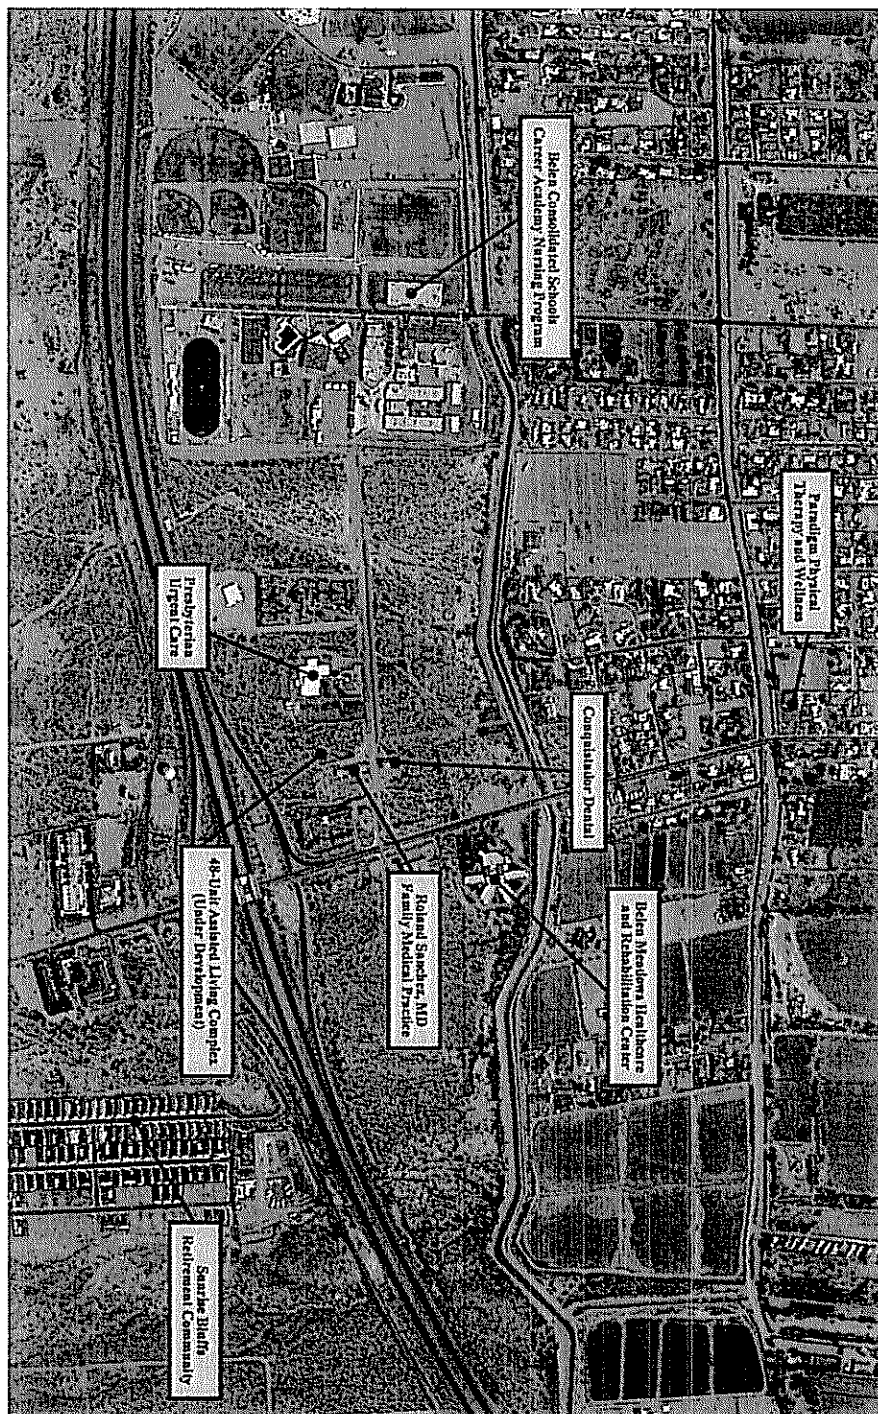 Belen Consolidated Schools
Career Academy Nursing Program
Paradigm Physical
Therapy and Wellness
Presbyterian
Urgent Care
Conquistador Dental
Belen Meadows Healthcare
and Rehabilitation Center
Roland Sanchez, MD
Family Medical Practice
48-Unit Assisted Living Complex
(Under Development)
Sunrise Bluffs
Retirement Community